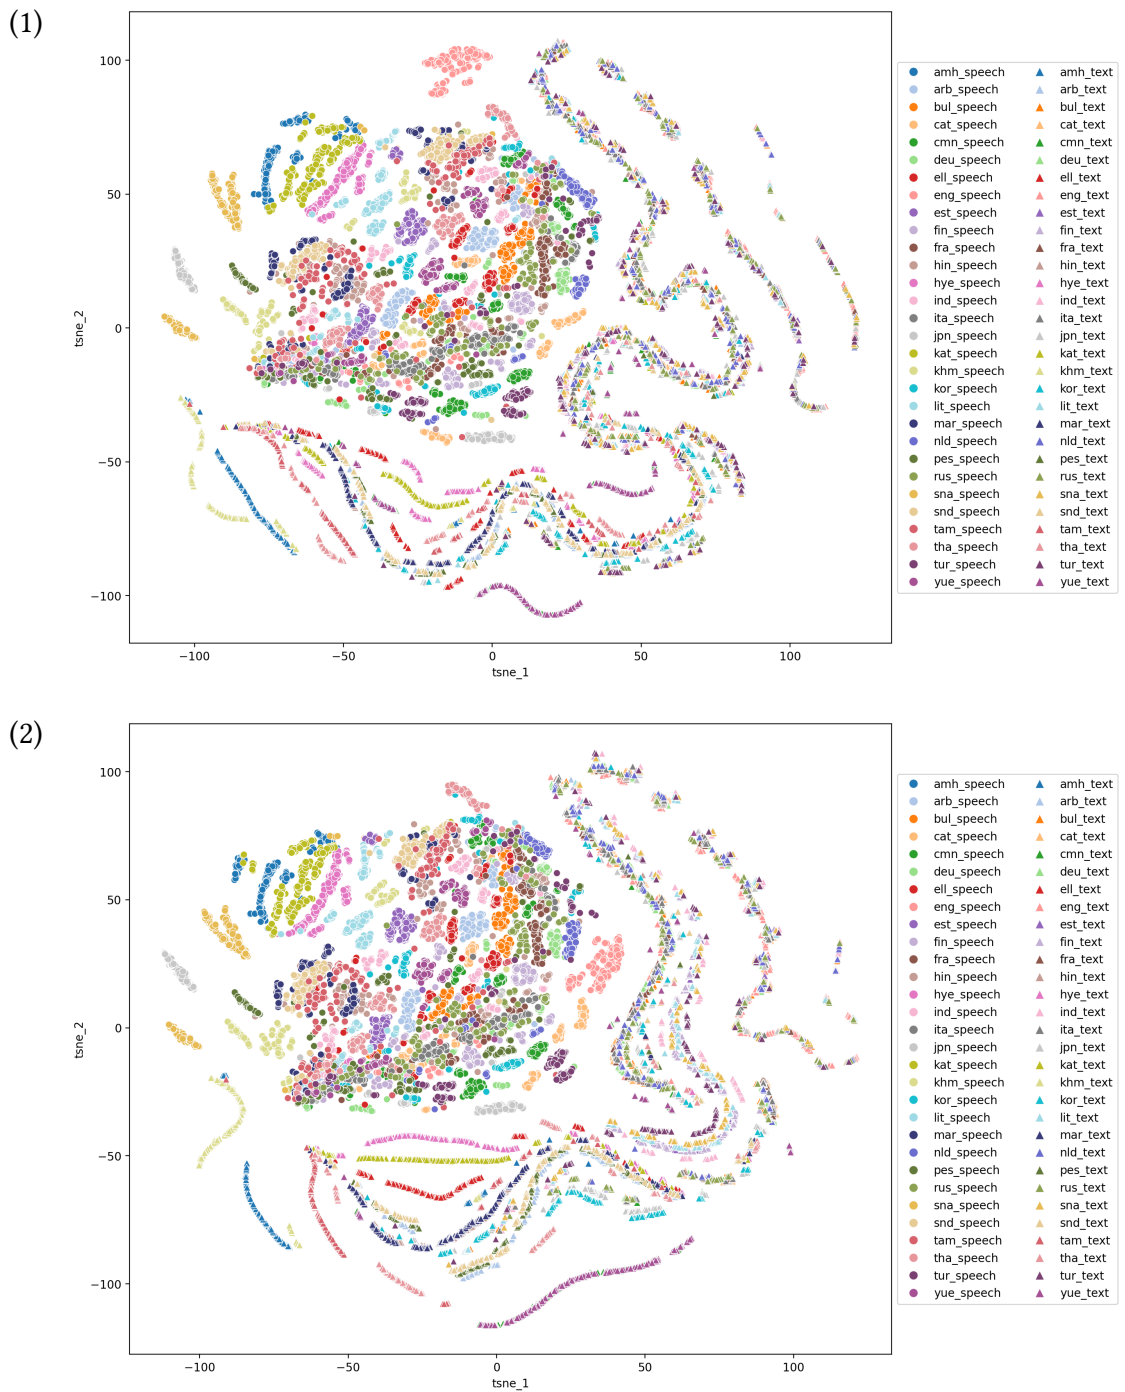 (1)
100
50
0
−50
−100
tsne_2
−100
−50
0
50
100
tsne_1
amh_speech amh_text
arb_speech arb_text
bul_speech bul_text
cat_speech cat_text
cmn_speech cmn_text
deu_speech deu_text
ell_speech ell_text
eng_speech eng_text
est_speech est_text
fin_speech fin_text
fra_speech fra_text
hin_speech hin_text
hye_speech hye_text
ind_speech ind_text
ita_speech ita_text
jpn_speech jpn_text
kat_speech kat_text
khm_speech khm_text
kor_speech kor_text
lit_speech lit_text
mar_speech mar_text
nld_speech nld_text
pes_speech pes_text
rus_speech rus_text
sna_speech sna_text
snd_speech snd_text
tam_speech tam_text
tha_speech tha_text
tur_speech tur_text
yue_speech yue_text
(2)
100
50
0
−50
−100
tsne_2
−100
−50
0
50
100
tsne_1
amh_speech amh_text
arb_speech arb_text
bul_speech bul_text
cat_speech cat_text
cmn_speech cmn_text
deu_speech deu_text
ell_speech ell_text
eng_speech eng_text
est_speech est_text
fin_speech fin_text
fra_speech fra_text
hin_speech hin_text
hye_speech hye_text
ind_speech ind_text
ita_speech ita_text
jpn_speech jpn_text
kat_speech kat_text
khm_speech khm_text
kor_speech kor_text
lit_speech lit_text
mar_speech mar_text
nld_speech nld_text
pes_speech pes_text
rus_speech rus_text
sna_speech sna_text
snd_speech snd_text
tam_speech tam_text
tha_speech tha_text
tur_speech tur_text
yue_speech yue_text